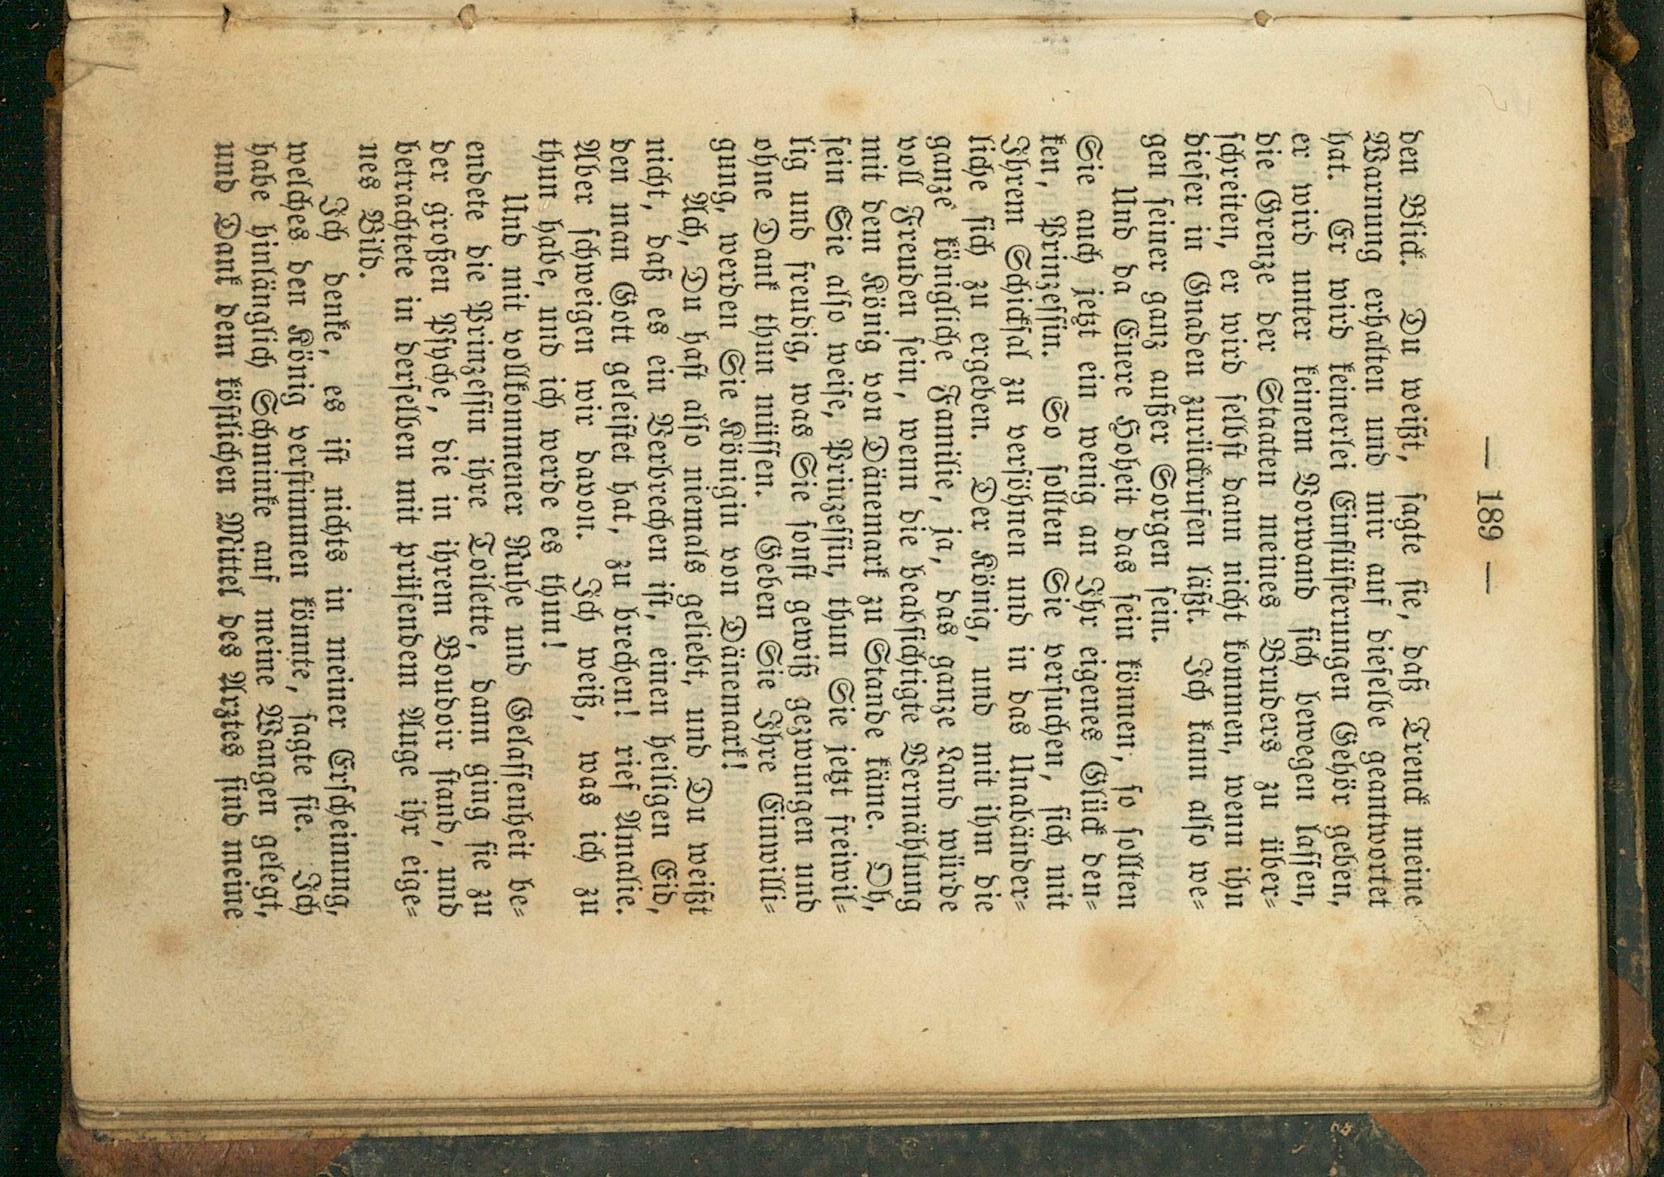 — 189 —
den Blick. Du weißt, sagte sie, daß Trenck meine
Warnung erhalten und mir auf dieselbe geantwortet
hat. Er wird keinerlei Einflüsterungen Gehör geben,
er wird unter keinem Vorwand sich bewegen lassen,
die Grenze der Staaten meines Bruders zu über-
schreiten, er wird selbst dann nicht kommen, wenn ihn
dieser in Gnaden zurückrufen läßt. Ich kann also we-
gen seiner ganz außer Sorgen sein.
Und da Euere Hoheit das sein können, so sollten
Sie auch jetzt ein wenig an Ihr eigenes Glück den-
ken, Prinzessin. So sollten Sie versuchen, sich mit
Ihrem Schicksal zu versöhnen und in das Unabänder-
liche sich zu ergeben. Der König, und mit ihm die
ganze königliche Familie, ja, das ganze Land würde
voll Freuden sein, wenn die beabsichtigte Vermählung
mit dem König von Dänemark zu Stande käme. Oh,
sein Sie also weise, Prinzessin, thun Sie jetzt freiwil-
lig und freudig, was Sie sonst gewiß gezwungen und
ohne Dank thun müssen. Geben Sie Ihre Einwilli-
gung, werden Sie Königin von Dänemark!
Ach, Du hast also niemals geliebt, und Du weißt
nicht, daß es ein Verbrechen ist, einen heiligen Eid,
den man Gott geleistet hat, zu brechen! rief Amalie.
Aber schweigen wir davon. Ich weiß, was ich zu
thun habe, und ich werde es thun!
Und mit vollkommener Ruhe und Gelassenheit be-
endete die Prinzessin ihre Toilette, dann ging sie zu
der großen Psyche, die in ihrem Boudoir stand, und
betrachtete in derselben mit prüfendem Auge ihr eige-
nes Bild.
Ich denke, es ist nichts in meiner Erscheinung,
welches den König verstimmen könnte, sagte sie. Ich
habe hinlänglich Schminke auf meine Wangen gelegt,
und Dank dem köstlichen Mittel des Arztes sind meine